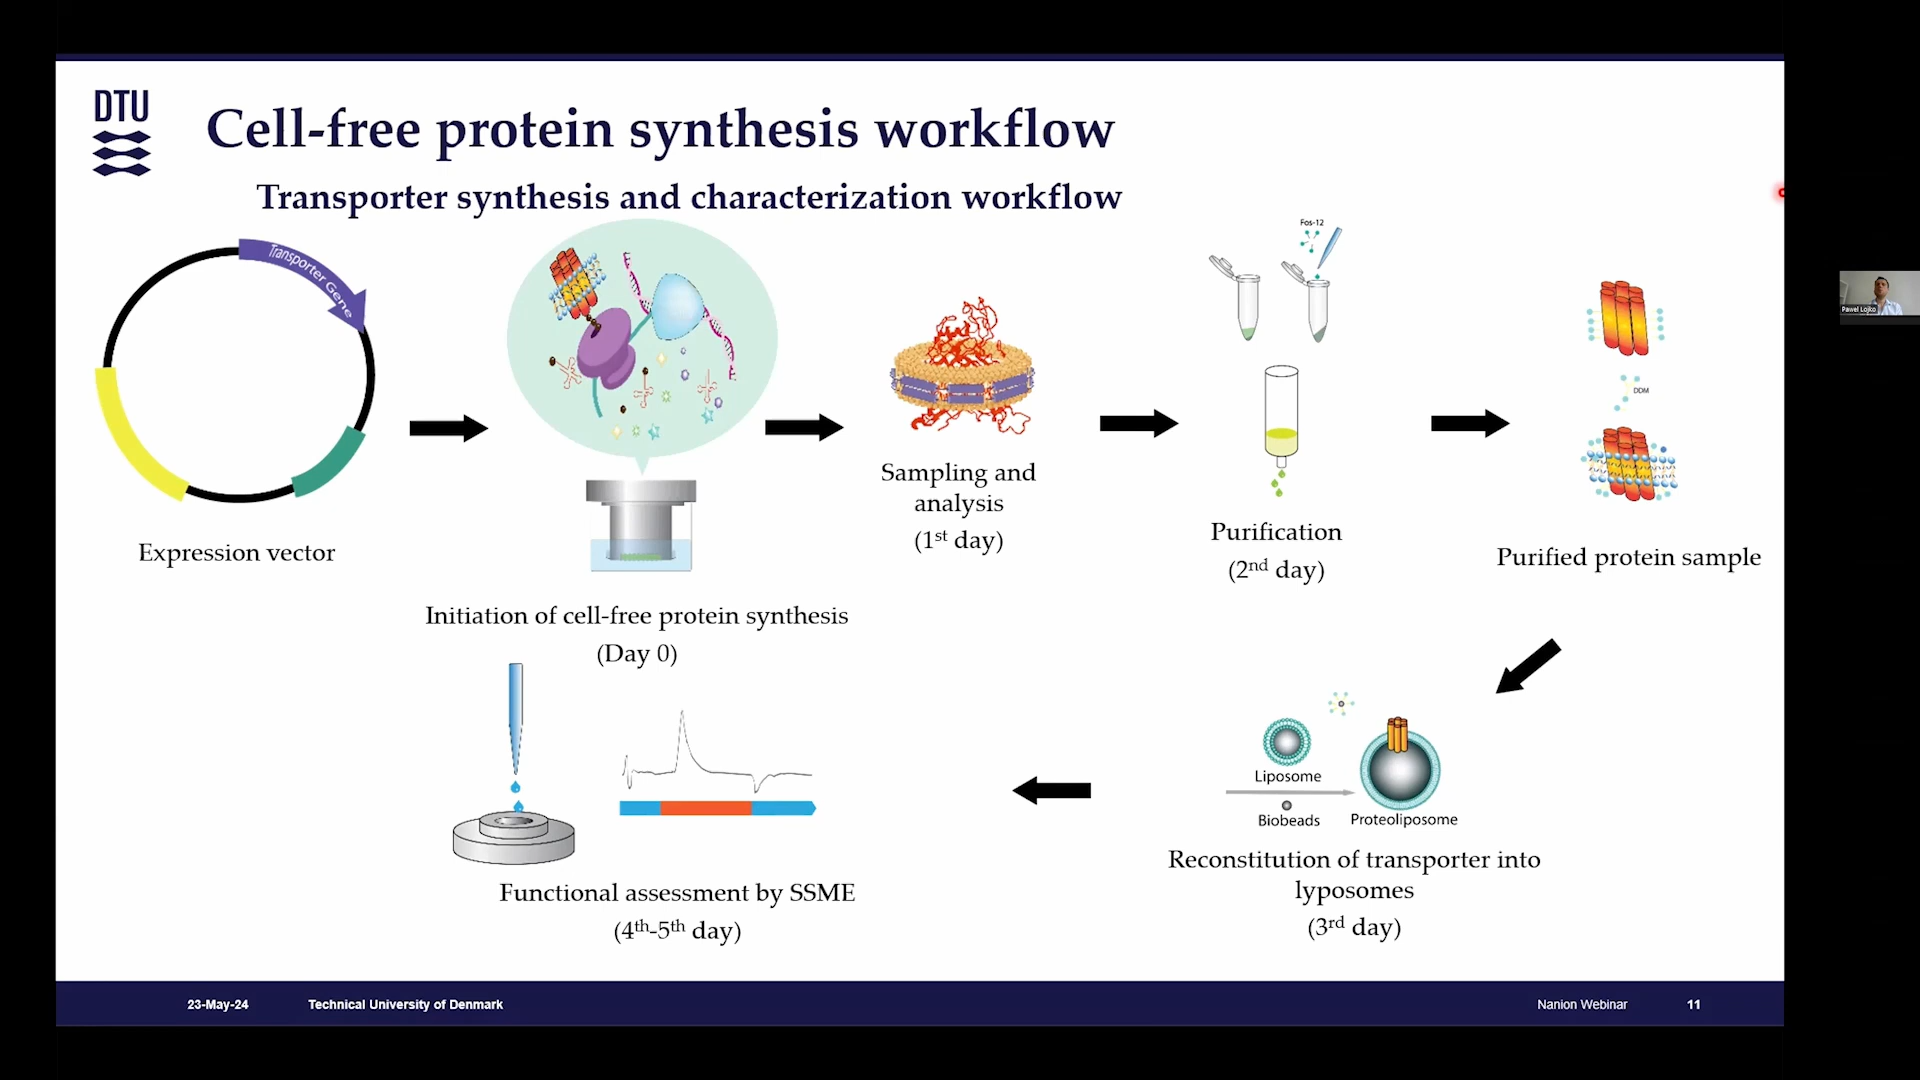 DTU
Cell-free protein synthesis workflow
Transporter synthesis and characterization workflow
Transporter Gene
Expression vector
Initiation of cell-free protein synthesis
(Day 0)
Sampling and
analysis
(1st day)
Fos-12
Purification
(2nd day)
DDM
Purified protein sample
Liposome
Biobeads
Proteoliposome
Reconstitution of transporter into
lyposomes
(3rd day)
Functional assessment by SSME
(4th-5th day)
23-May-24
Technical University of Denmark
Nanion Webinar
11
Pawel Lojko